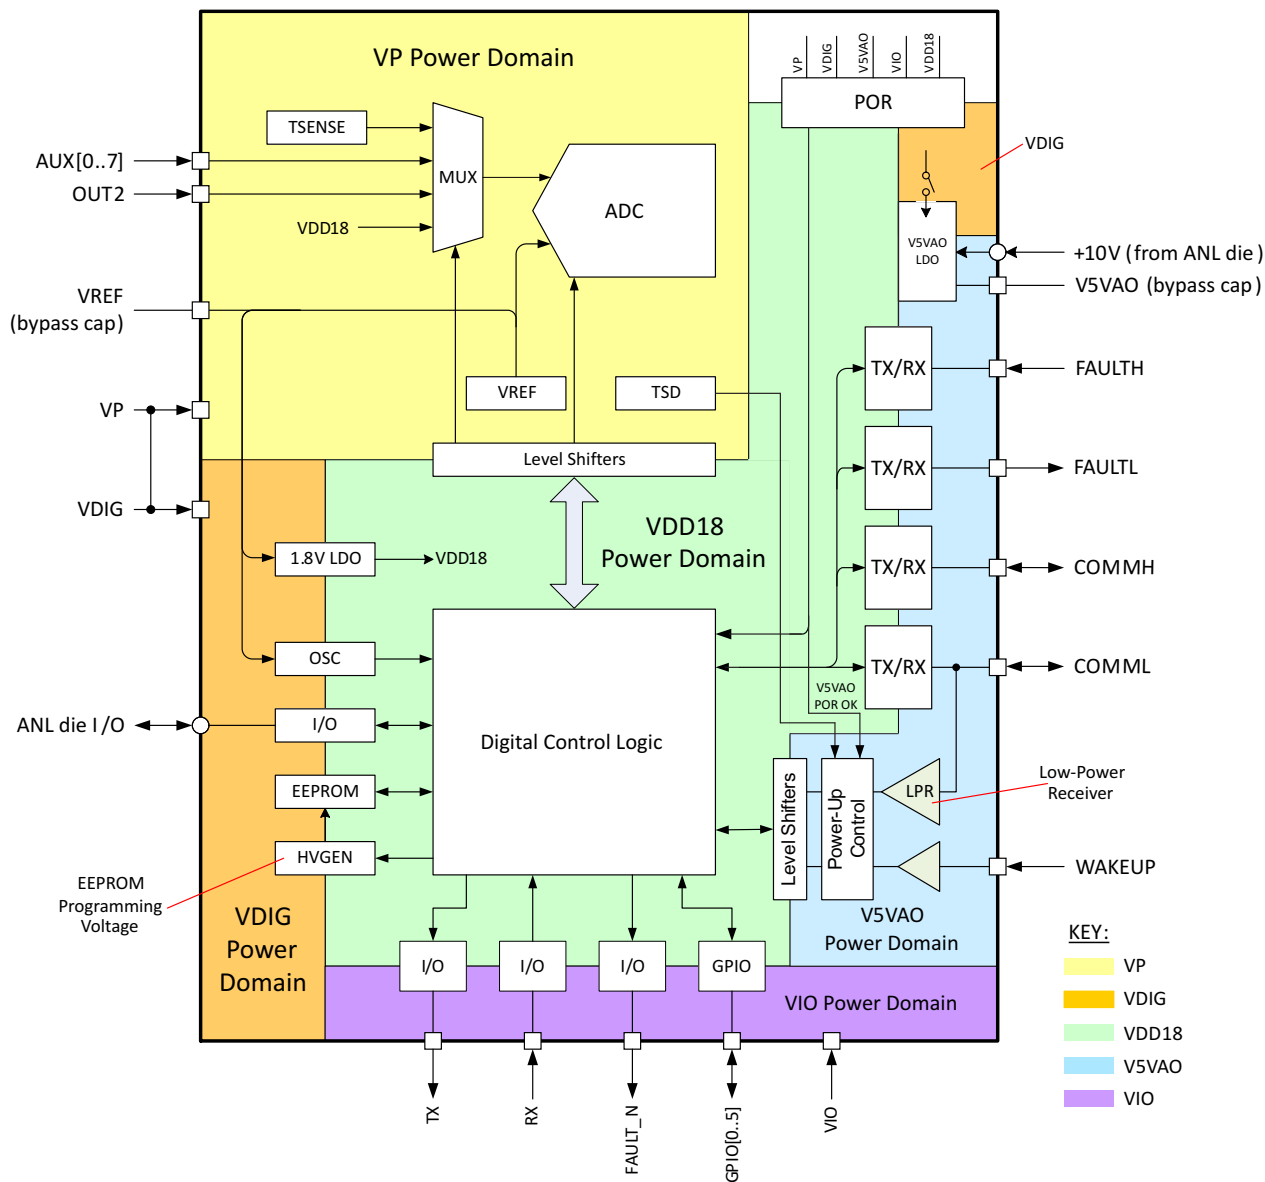 VP Power Domain
VP
VDIG
V5VAO
VIO
VDD18
POR
TSENSE
MUX
ADC
VDIG
AUX[0..7]
OUT2
VDD18
V5VAO
LDO
+10V (from ANL die)
V5VAO (bypass cap)
VREF
(bypass cap)
TX/RX
FAULTH
VREF
TSD
VP
Level Shifters
TX/RX
FAULTL
VDIG
VDD18
Power Domain
1.8V LDO
VDD18
TX/RX
COMMH
OSC
TX/RX
COMML
V5VAO
POR OK
ANL die I/O
I/O
Digital Control Logic
EEPROM
Level Shifters
Power-Up
Control
LPR
Low-Power
Receiver
HVGEN
WAKEUP
EEPROM
Programming
Voltage
VDIG
Power
Domain
V5VAO
Power Domain
I/O
I/O
I/O
GPIO
VIO Power Domain
TX
RX
FAULT_N
GPIO[0..5]
VIO
KEY:
VP
VDIG
VDD18
V5VAO
VIO